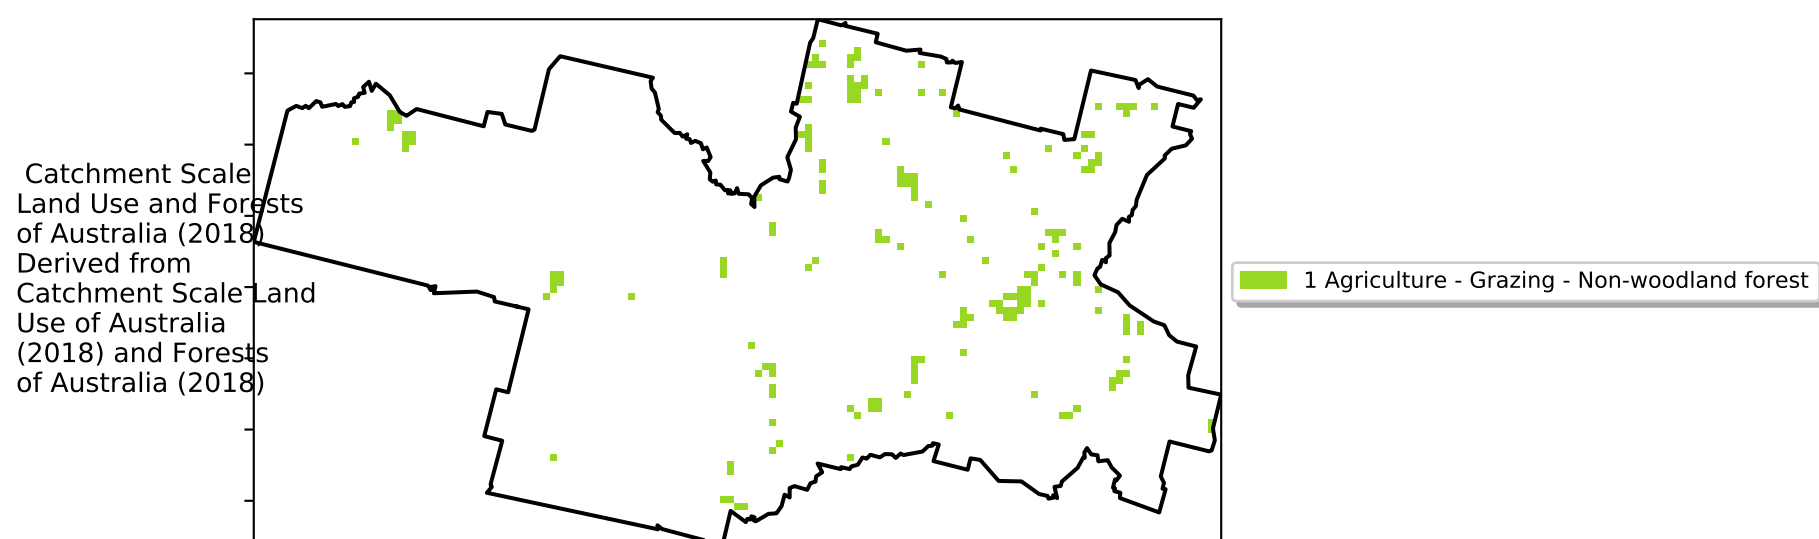 Catchment Scale
Land Use and Forests
of Australia (2018)
Derived from
Catchment Scale Land
Use of Australia
(2018) and Forests
of Australia (2018)
1 Agriculture - Grazing - Non-woodland forest